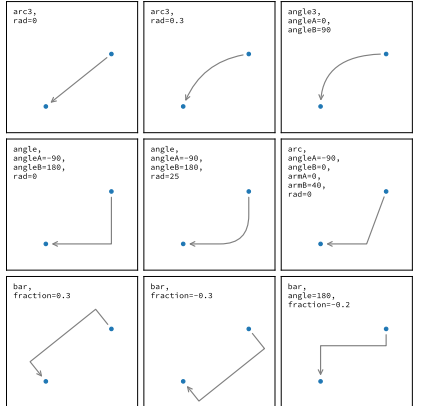 arc3,
rad=0
arc3,
rad=0.3
angle3,
angleA=0,
angleB=90
angle,
angleA=-90,
angleB=180,
rad=0
angle,
angleA=-90,
angleB=180,
rad=25
arc,
angleA=-90,
angleB=0,
armA=0,
armB=40,
rad=0
bar,
fraction=0.3
bar,
fraction=-0.3
bar,
angle=180,
fraction=-0.2